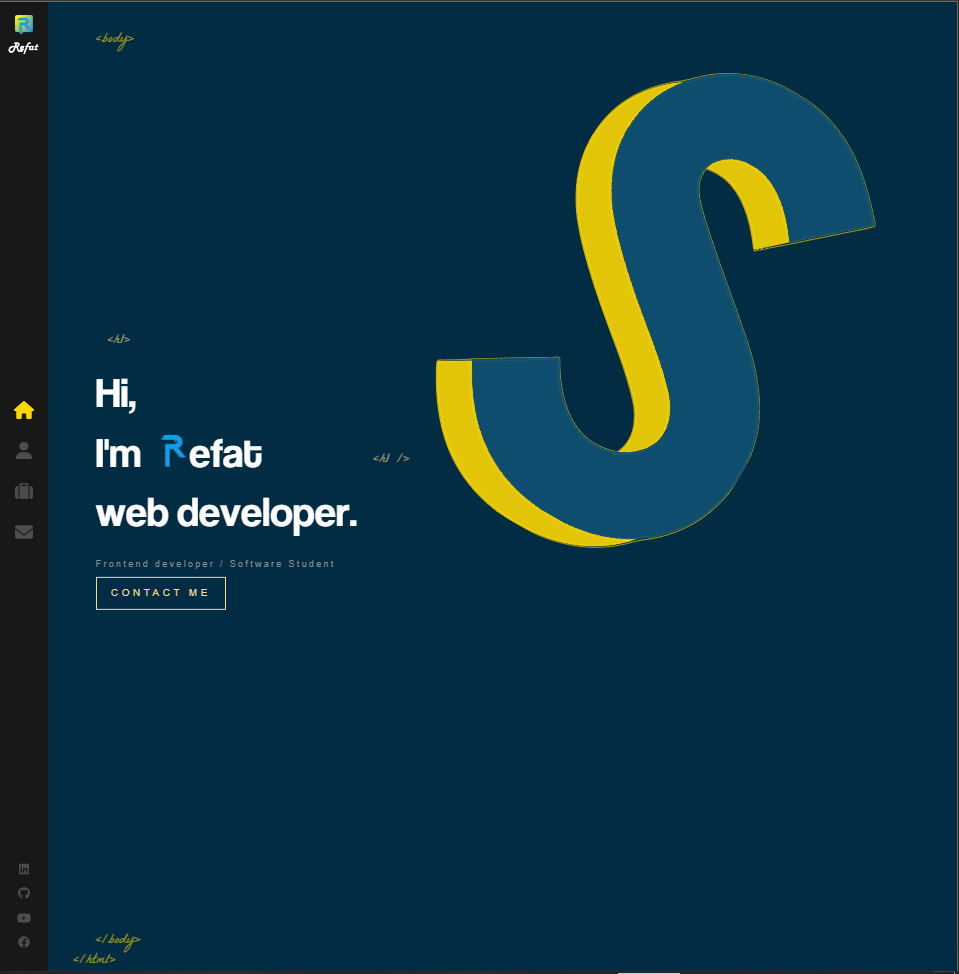 Refat
<body>
<h1>
Hi,
I'm Refat
<h1 />
web developer.
Frontend developer / Software Student
CONTACT ME
</body>
</html>
S